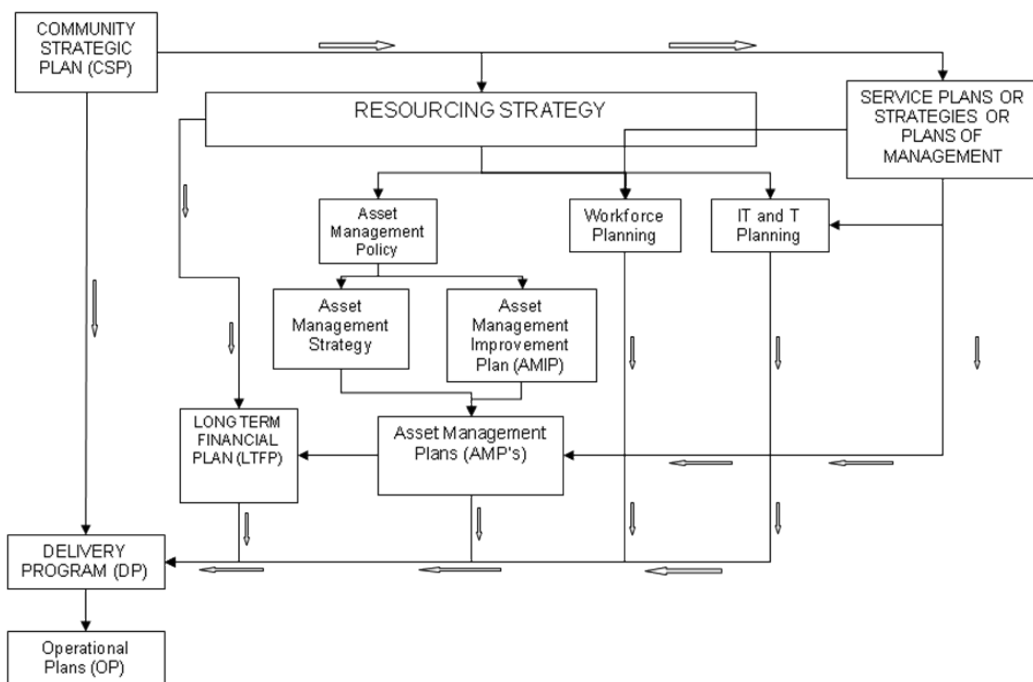 COMMUNITY
STRATEGIC
PLAN (CSP)
RESOURCING STRATEGY
SERVICE PLANS OR
STRATEGIES OR
PLANS OF
MANAGEMENT
Asset
Management
Policy
Workforce
Planning
IT and T
Planning
Asset
Management
Strategy
Asset
Management
Improvement
Plan (AMIP)
LONG TERM
FINANCIAL
PLAN (LTFP)
Asset Management
Plans (AMP's)
DELIVERY
PROGRAM (DP)
Operational
Plans (OP)